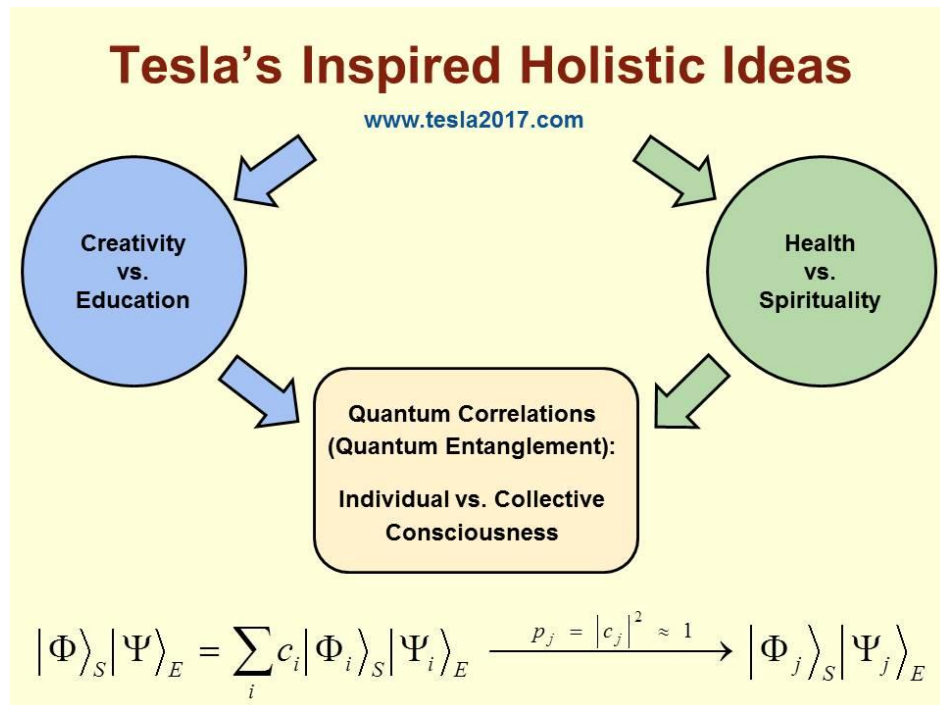 Tesla's Inspired Holistic Ideas
www.tesla2017.com
Creativity
vs.
Education
Health
vs.
Spirituality
Quantum Correlations
(Quantum Entanglement):
Individual vs. Collective
Consciousness
|Φ⟩_S|Ψ⟩_E = ∑_i c_i|Φ_i⟩_S|Ψ_i⟩_E —p_j = |c_j|² ≈ 1→ |Φ_j⟩_S|Ψ_j⟩_E